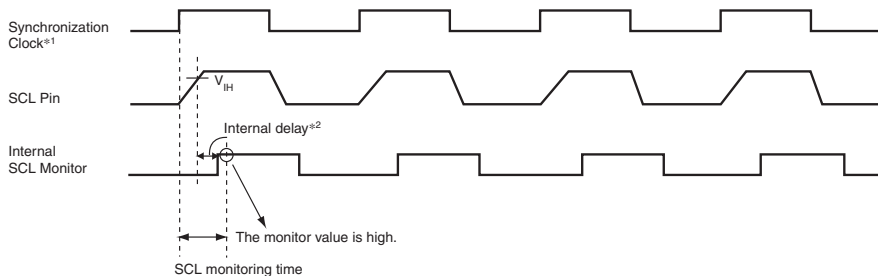 Synchronization
Clock*1
SCL Pin
VIH
Internal delay*2
Internal
SCL Monitor
The monitor value is high.
SCL monitoring time